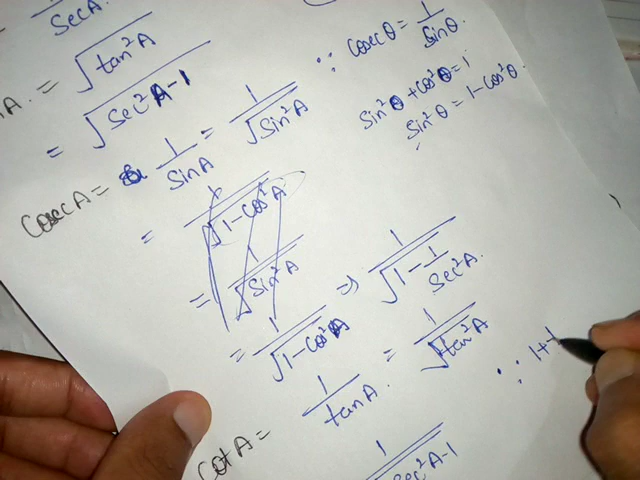 = 1/SecA.
A. = √tan²A
= √Sec²A-1
∵ Cosecθ = 1/Sinθ.
Sin²θ + Cos²θ = 1
Sin²θ = 1-Cos²θ.
CosecA = 1/SinA = 1/√Sin²A
= 1/√1-Cos²A
= 1/√Sin²A
= 1/√1-Cos²A ⇒ 1/√1-1/Sec²A.
CotA = 1/tanA. = 1/√tan²A
∵ 1+
1/√Sec²A-1